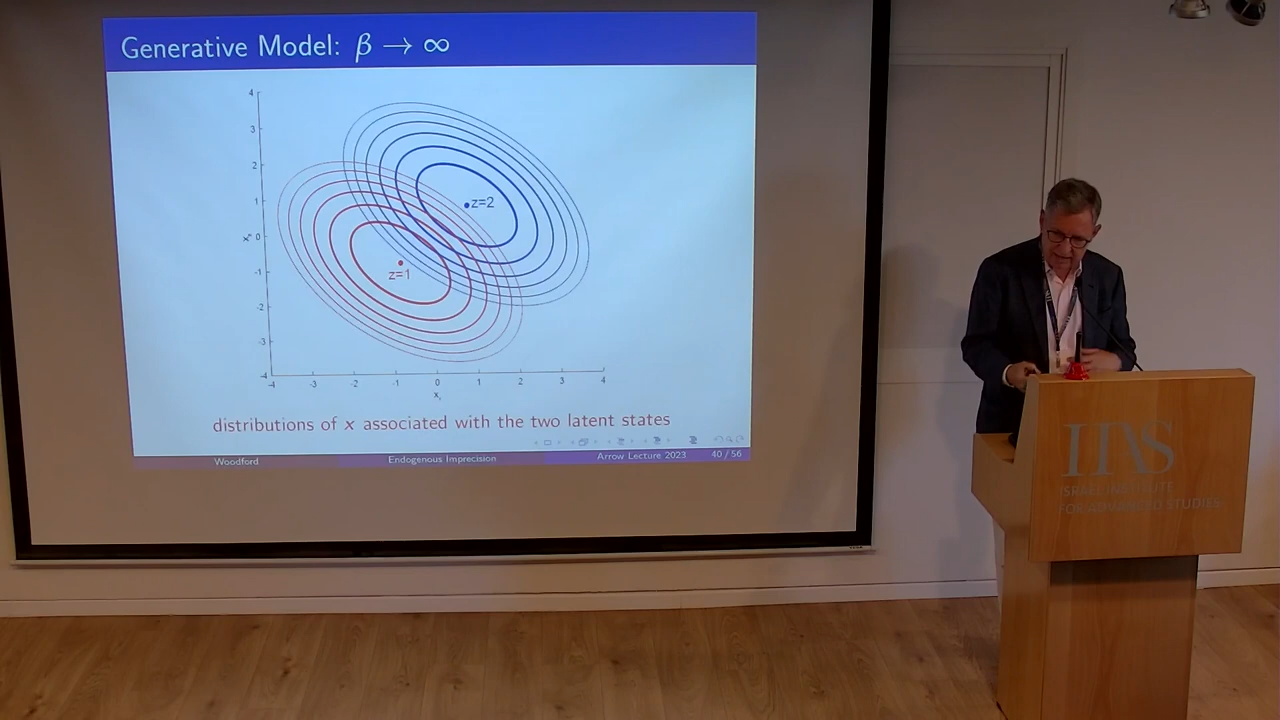 Generative Model: β → ∞
4
3
2
1
0
-1
-2
-3
-4
z=2
z=1
-4 -3 -2 -1 0 1 2 3 4
distributions of x associated with the two latent states
Woodford Endogenous Imprecision Arrow Lecture 2023 40 / 56
IIAS
ISRAEL INSTITUTE
FOR ADVANCED STUDIES